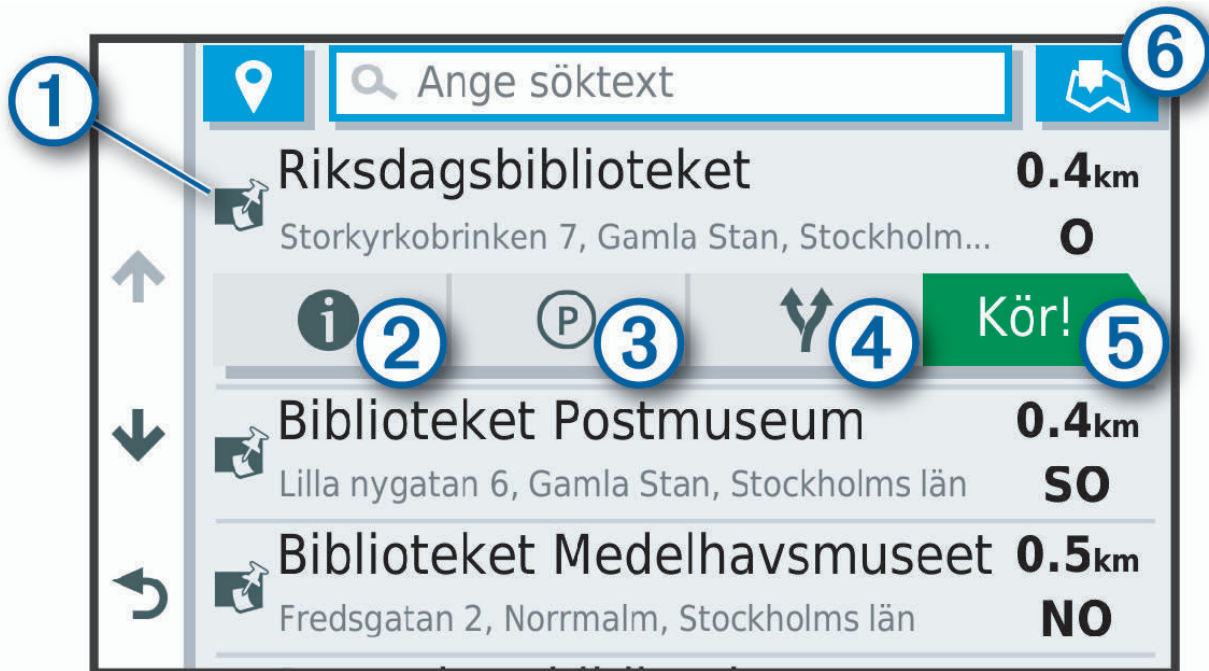 6
1
Ange söktext
Riksdagsbiblioteket 0.4km
Storkyrkobrinken 7, Gamla Stan, Stockholm... O
i 2 P 3 4 Kör! 5
Biblioteket Postmuseum 0.4km
Lilla nygatan 6, Gamla Stan, Stockholms län SO
Biblioteket Medelhavsmuseet 0.5km
Fredsgatan 2, Norrmalm, Stockholms län NO